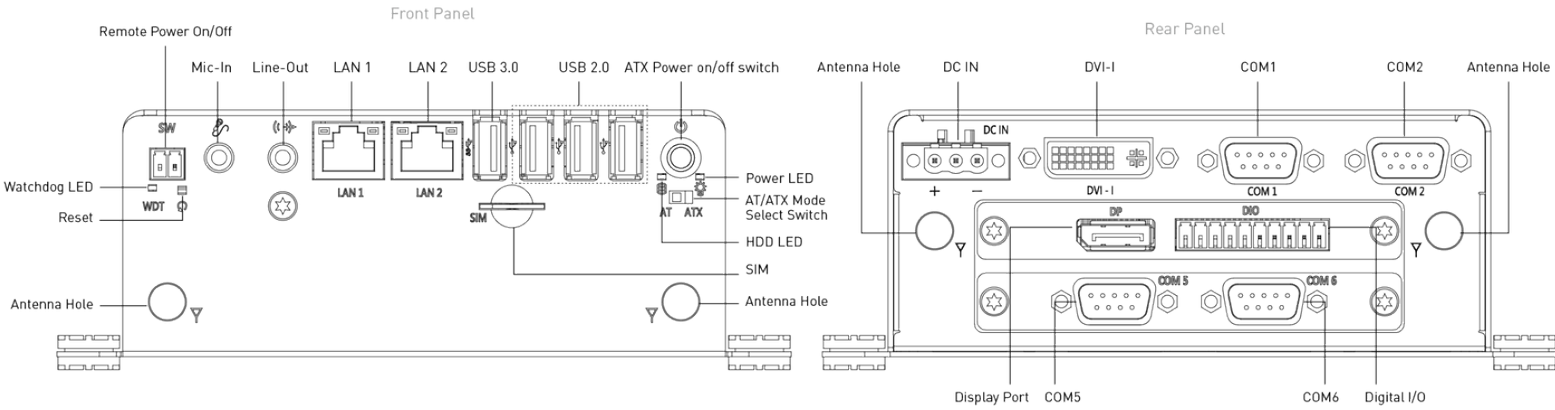 Front Panel
Rear Panel
Remote Power On/Off
Mic-In
Line-Out
LAN 1
LAN 2
USB 3.0
USB 2.0
ATX Power on/off switch
Antenna Hole
DC IN
DVI-I
COM1
COM2
Antenna Hole
SW
DC IN
Watchdog LED
WDT
Reset
LAN 1
LAN 2
SIM
AT
ATX
Power LED
AT/ATX Mode
Select Switch
HDD LED
SIM
Antenna Hole
Antenna Hole
+
−
DVI - I
COM 1
COM 2
DP
DIO
COM 5
COM 6
Display Port
COM5
COM6
Digital I/O